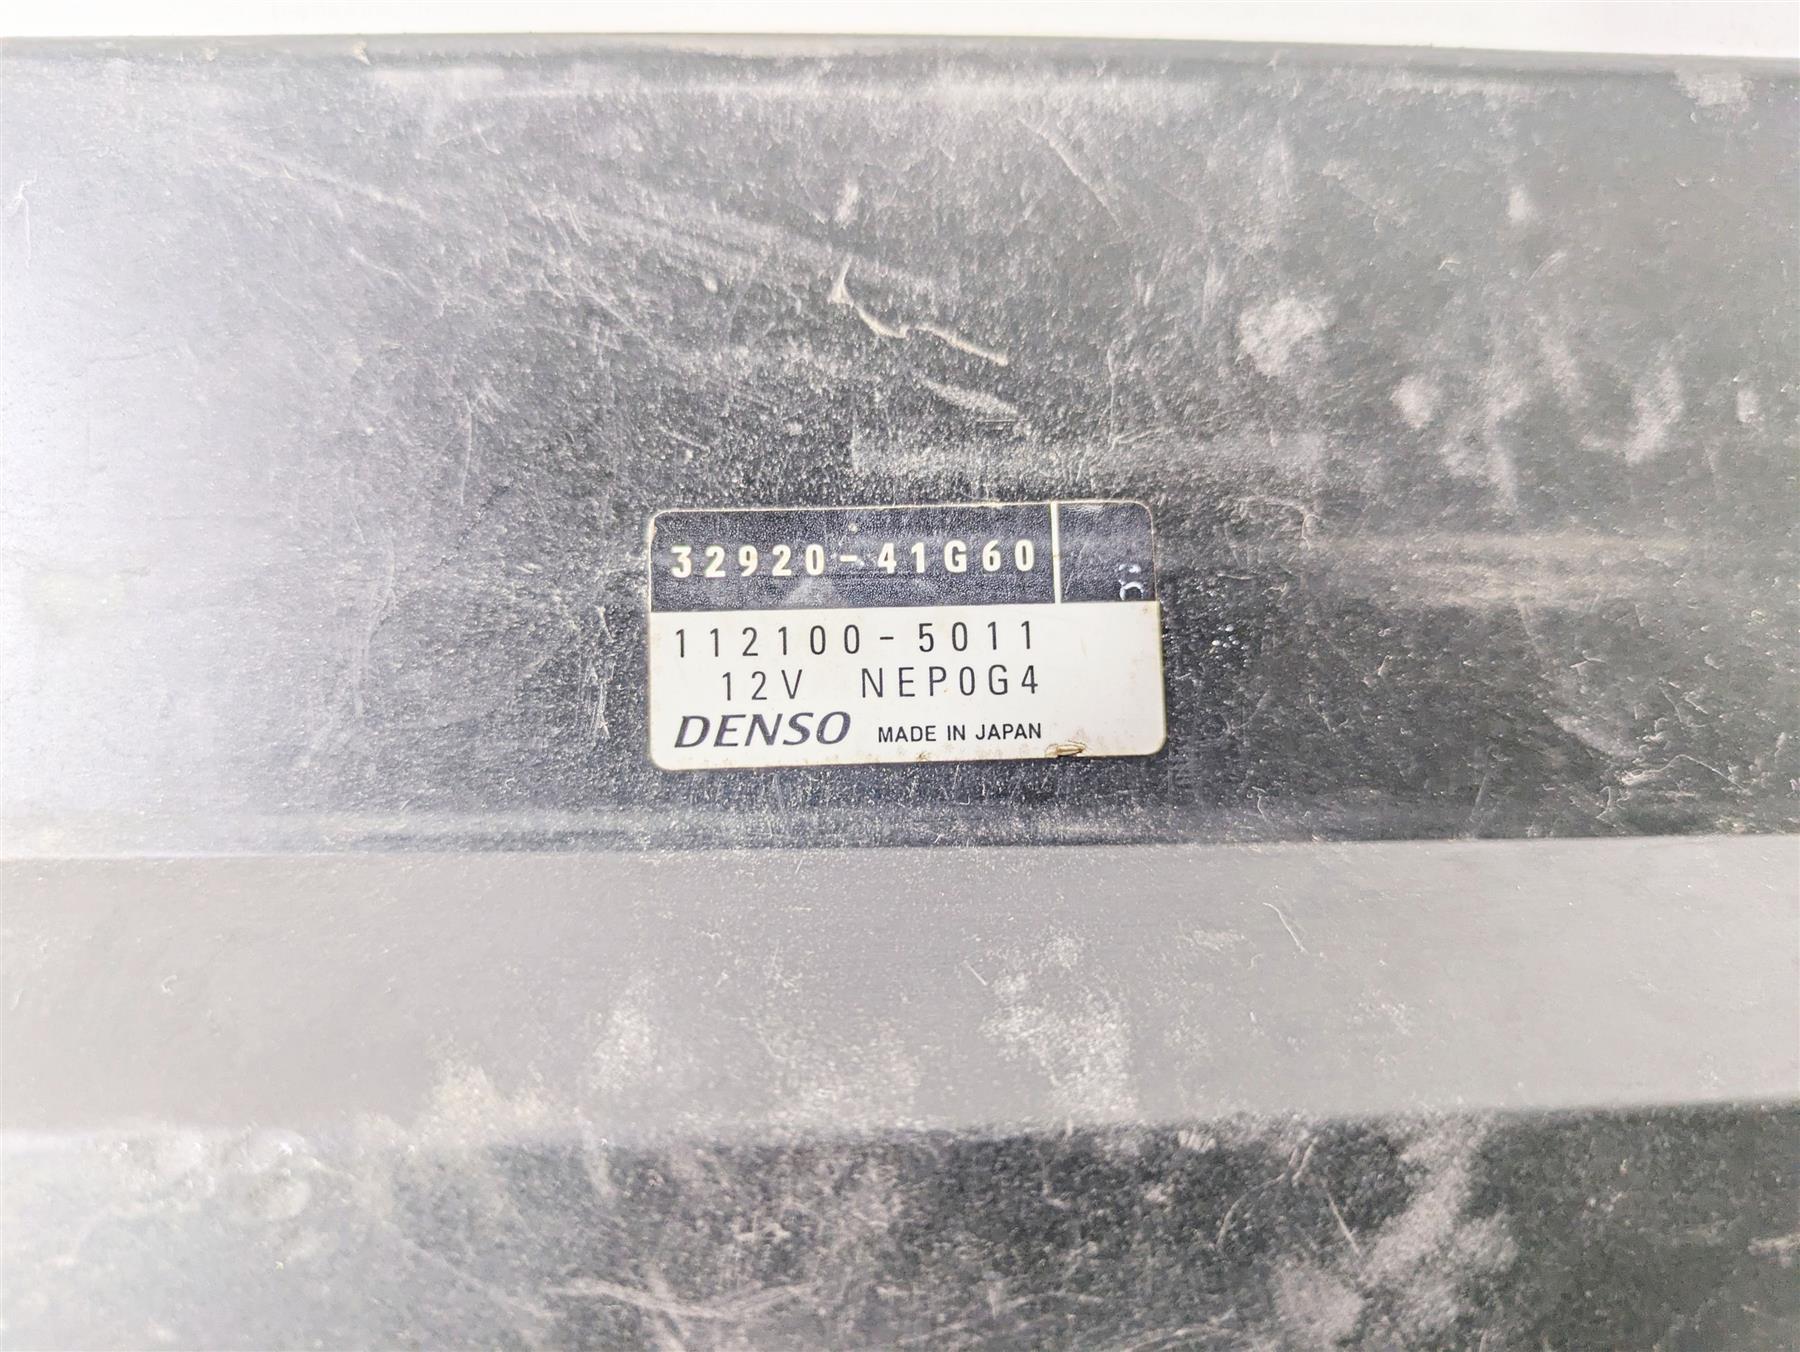 32920-41G60
112100-5011
12V NEP0G4
DENSO MADE IN JAPAN